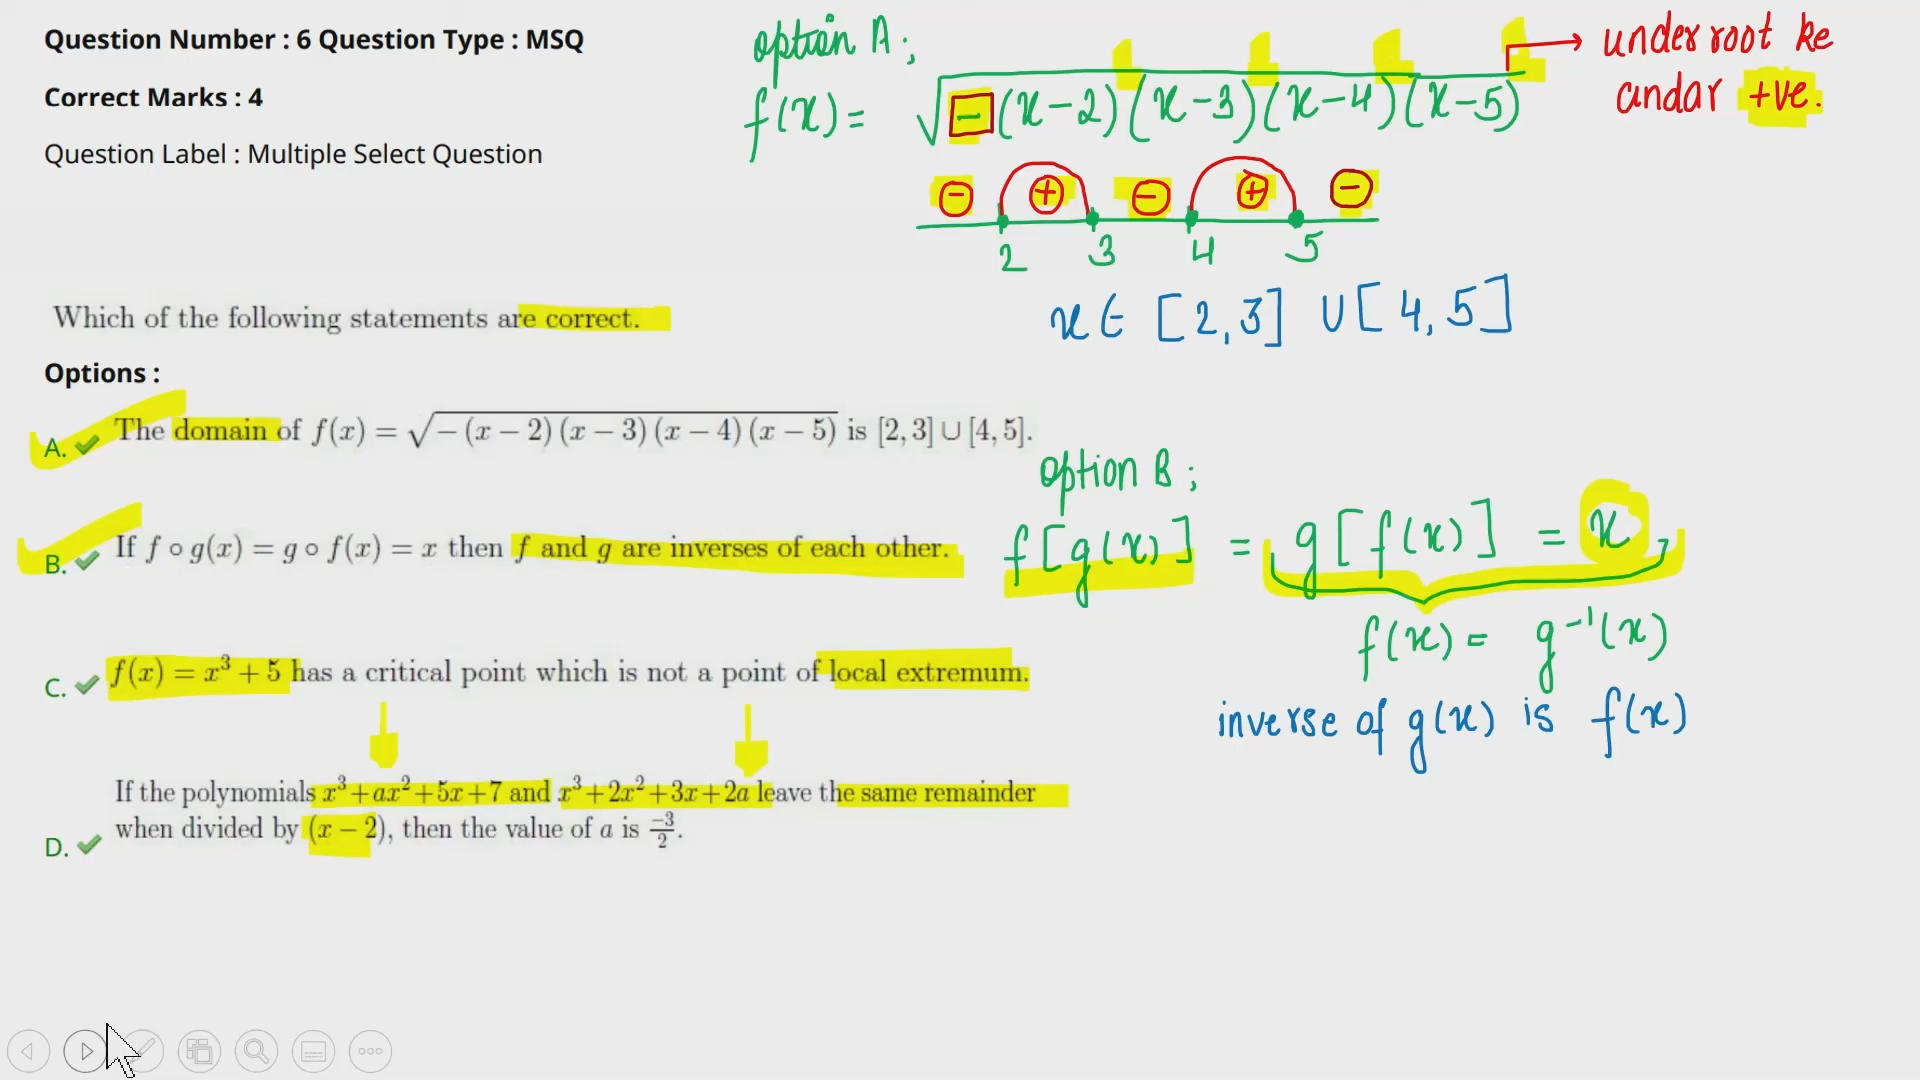 Question Number : 6 Question Type : MSQ
Correct Marks : 4
Question Label : Multiple Select Question
option A ;
f(x) = √-(x-2)(x-3)(x-4)(x-5)
under root ke
andar +ve.
- + - + -
2 3 4 5
x ∈ [2,3] ∪ [4,5]
Which of the following statements are correct.
Options :
A. ✔ The domain of f(x) = √−(x − 2)(x − 3)(x − 4)(x − 5) is [2, 3] ∪ [4, 5].
B. ✔ If f ∘ g(x) = g ∘ f(x) = x then f and g are inverses of each other.
C. ✔ f(x) = x³ + 5 has a critical point which is not a point of local extremum.
If the polynomials x³+ax²+5x+7 and x³+2x²+3x+2a leave the same remainder
D. ✔ when divided by (x − 2), then the value of a is −3/2.
option B ;
f[g(x)] = g[f(x)] = x,
f(x) = g⁻¹(x)
inverse of g(x) is f(x)